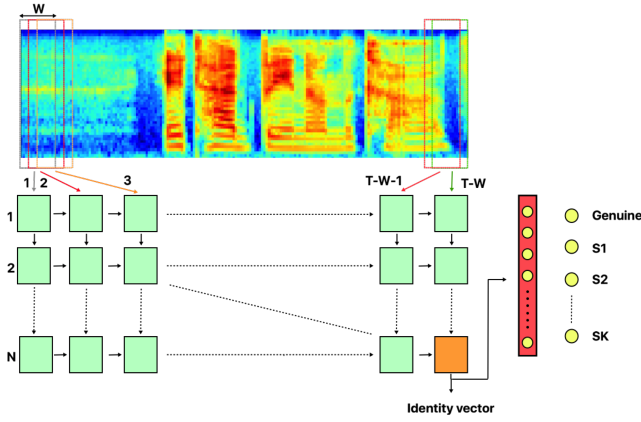 W
1
2
3
T-W-1
T-W
1
2
N
Genuine
S1
S2
SK
Identity vector